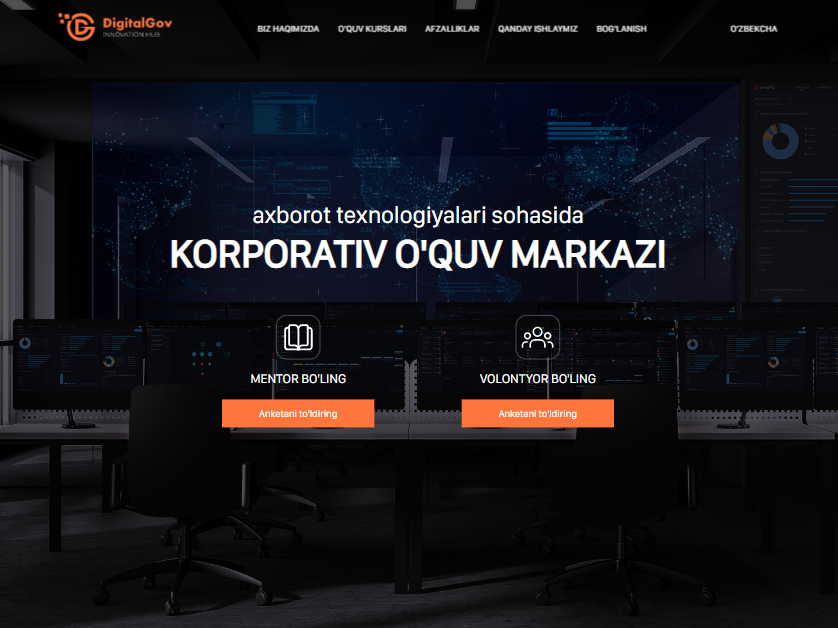 DigitalGov
INNOVATION HUB
BIZ HAQIMIZDA
O'QUV KURSLARI
AFZALLIKLAR
QANDAY ISHLAYMIZ
BOG'LANISH
O'ZBEKCHA
axborot texnologiyalari sohasida
KORPORATIV O'QUV MARKAZI
MENTOR BO'LING
VOLONTYOR BO'LING
Anketani to'ldiring
Anketani to'ldiring